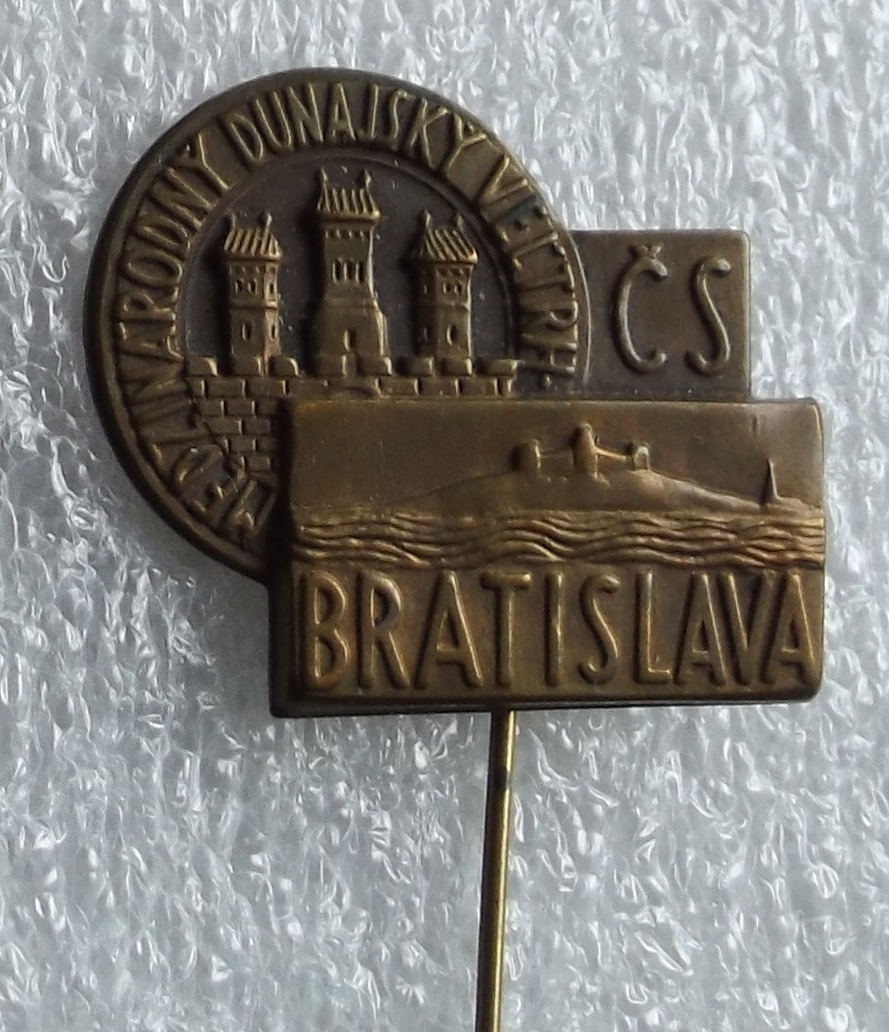 MEDZINÁRODNÝ DUNAJSKÝ VEĽTRH.
ČS
BRATISLAVA